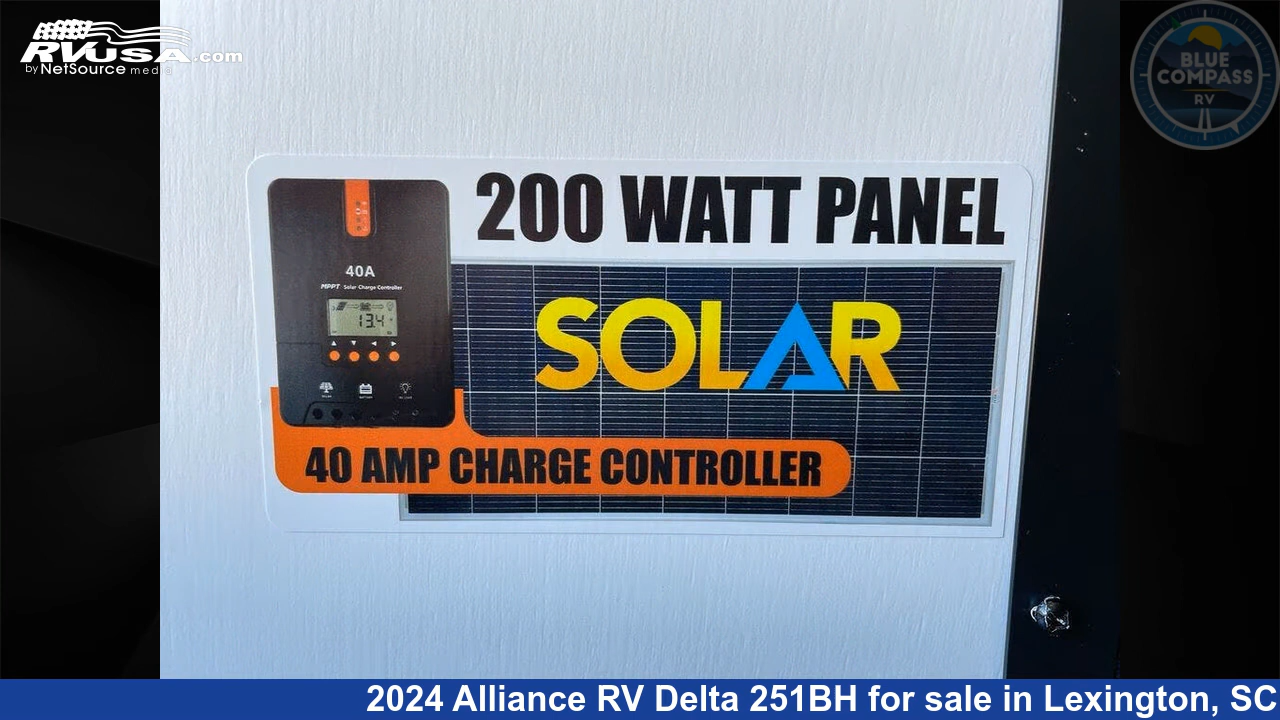 RVUSA.com
by NetSource media
BLUE
COMPASS
RV
200 WATT PANEL
40A
MPPT Solar Charge Controller
13.4
SOLAR
40 AMP CHARGE CONTROLLER
2024 Alliance RV Delta 251BH for sale in Lexington, SC